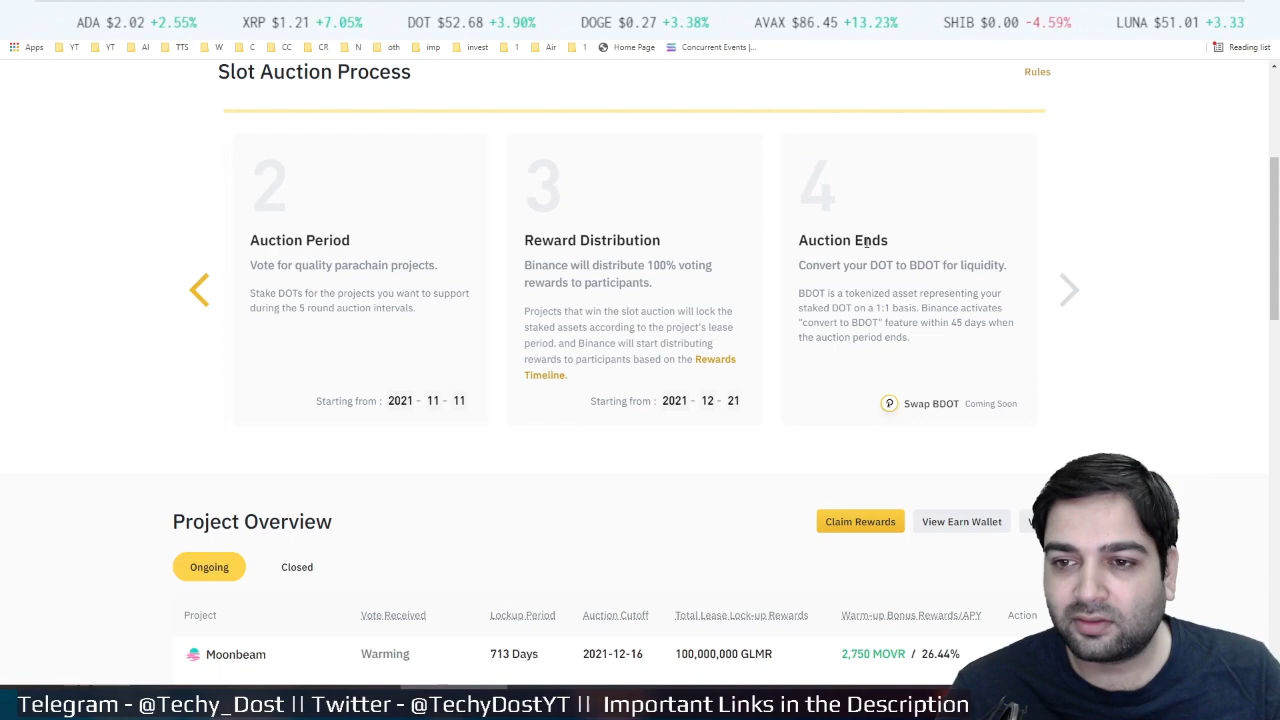 ADA $2.02 +2.55% XRP $1.21 +7.05% DOT $52.68 +3.90% DOGE $0.27 +3.38% AVAX $86.45 +13.23% SHIB $0.00 -4.59% LUNA $51.01 +3.33
Apps YT YT AI TTS W C CC CR N oth imp invest 1 Air 1 Home Page Concurrent Events |... Reading list
Slot Auction Process
Rules
2
Auction Period
Vote for quality parachain projects.
Stake DOTs for the projects you want to support
during the 5 round auction intervals.
Starting from : 2021 - 11 - 11
3
Reward Distribution
Binance will distribute 100% voting
rewards to participants.
Projects that win the slot auction will lock the
staked assets according to the project's lease
period. and Binance will start distributing
rewards to participants based on the Rewards
Timeline.
Starting from : 2021 - 12 - 21
4
Auction Ends
Convert your DOT to BDOT for liquidity.
BDOT is a tokenized asset representing your
staked DOT on a 1:1 basis. Binance activates
"convert to BDOT" feature within 45 days when
the auction period ends.
Swap BDOT Coming Soon
Project Overview
Claim Rewards View Earn Wallet
Ongoing Closed
Project Vote Received Lockup Period Auction Cutoff Total Lease Lock-up Rewards Warm-up Bonus Rewards/APY Action
Moonbeam Warming 713 Days 2021-12-16 100,000,000 GLMR 2,750 MOVR / 26.44%
Telegram - @Techy_Dost || Twitter - @TechyDostYT || Important Links in the Description